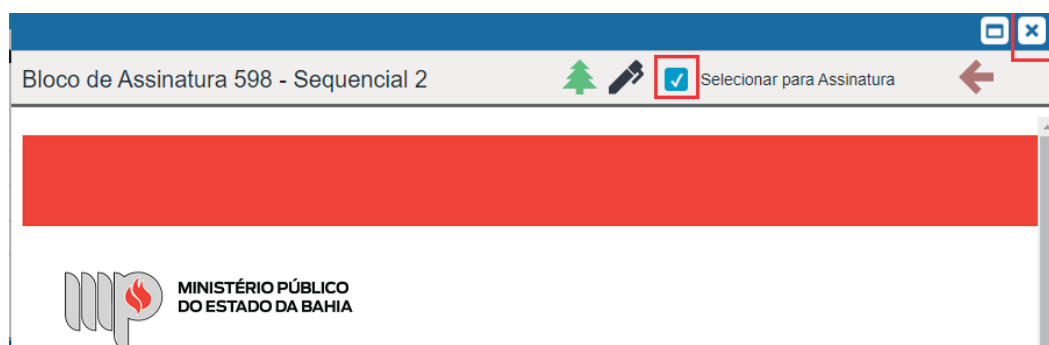 Bloco de Assinatura 598 - Sequencial 2
Selecionar para Assinatura
MINISTÉRIO PÚBLICO
DO ESTADO DA BAHIA